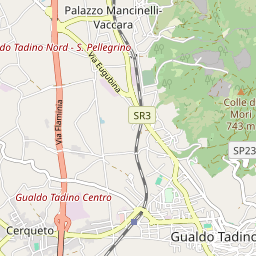 Palazzo Mancinelli-
Vaccara
do Tadino Nord - S. Pellegrino
Via Eugubina
Colle d
Mori
743 m
SR3
Via Flaminia
SP23
Gualdo Tadino Centro
Cerqueto
Gualdo Tadino